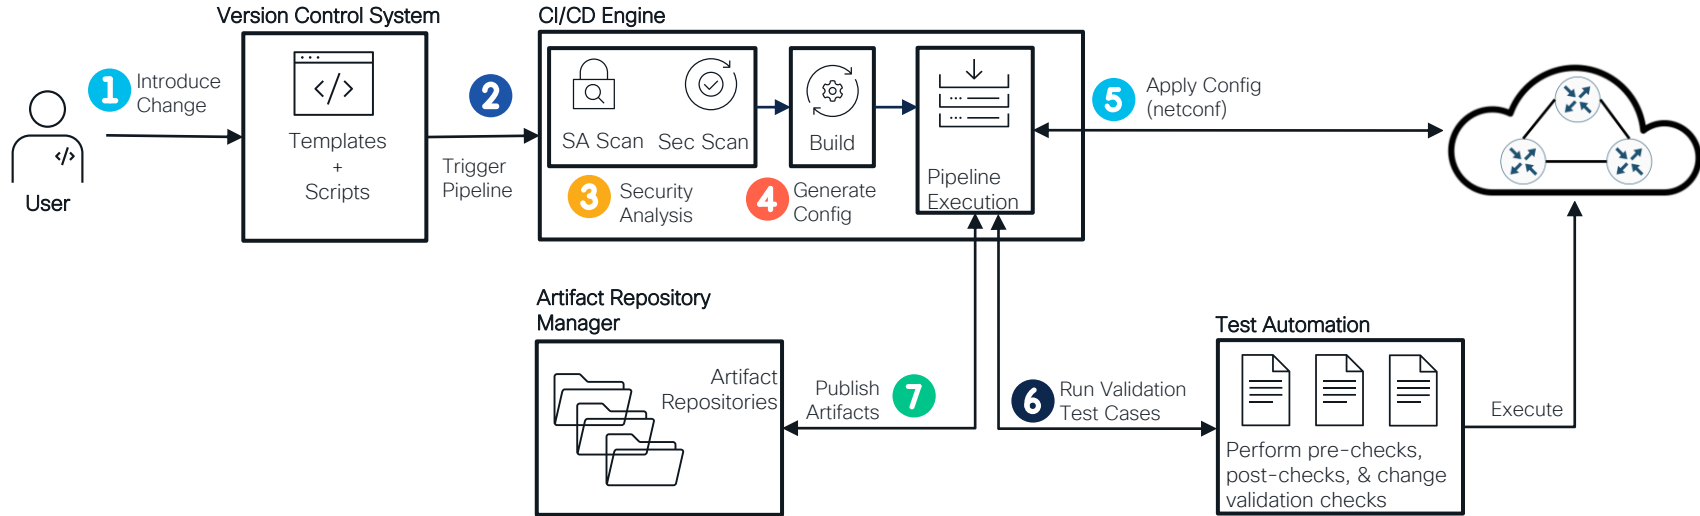 Version Control System
CI/CD Engine
1 Introduce
Change
</>
</>
User
Templates
+
Scripts
2
Trigger
Pipeline
SA Scan
Sec Scan
3 Security
Analysis
Build
4 Generate
Config
Pipeline
Execution
5 Apply Config
(netconf)
Artifact Repository
Manager
Artifact
Repositories
Publish
Artifacts
7
6 Run Validation
Test Cases
Test Automation
Perform pre-checks,
post-checks, & change
validation checks
Execute